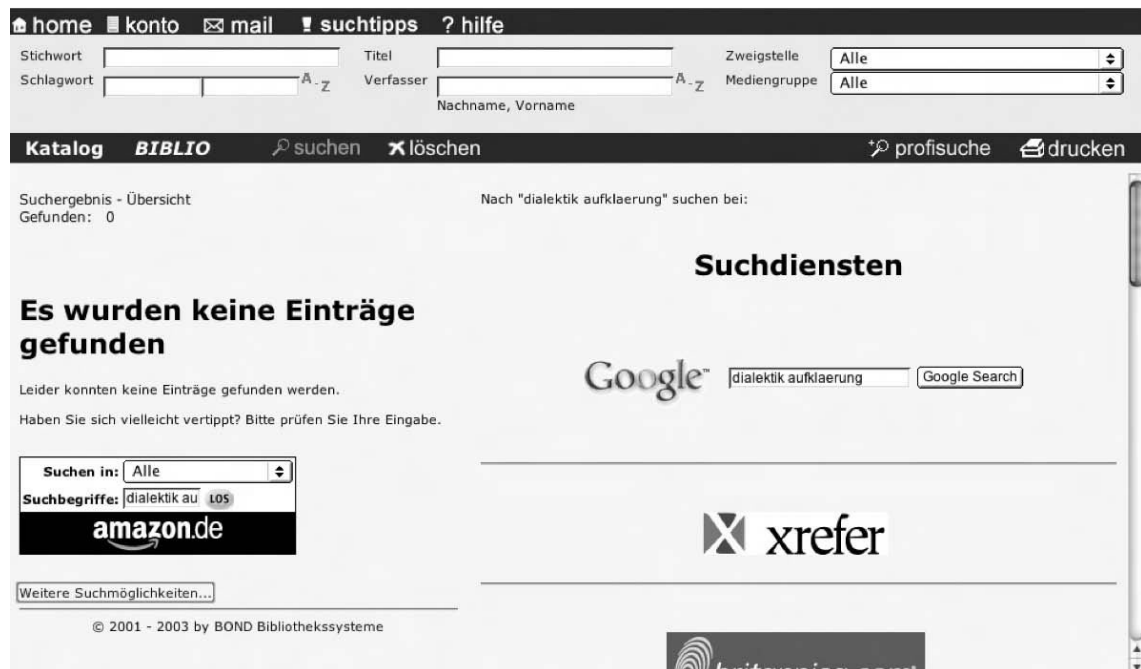 home konto mail suchtipps ? hilfe
Stichwort Titel Zweigstelle Alle
Schlagwort A-Z Verfasser A-Z Mediengruppe Alle
Nachname, Vorname
Katalog BIBLIO suchen löschen profisuche drucken
Suchergebnis - Übersicht
Gefunden: 0
Es wurden keine Einträge
gefunden
Leider konnten keine Einträge gefunden werden.
Haben Sie sich vielleicht vertippt? Bitte prüfen Sie Ihre Eingabe.
Suchen in: Alle
Suchbegriffe: dialektik au LOS
amazon.de
Weitere Suchmöglichkeiten...
© 2001 - 2003 by BOND Bibliothekssysteme
Nach "dialektik aufklaerung" suchen bei:
Suchdiensten
Google™ dialektik aufklaerung Google Search
xrefer